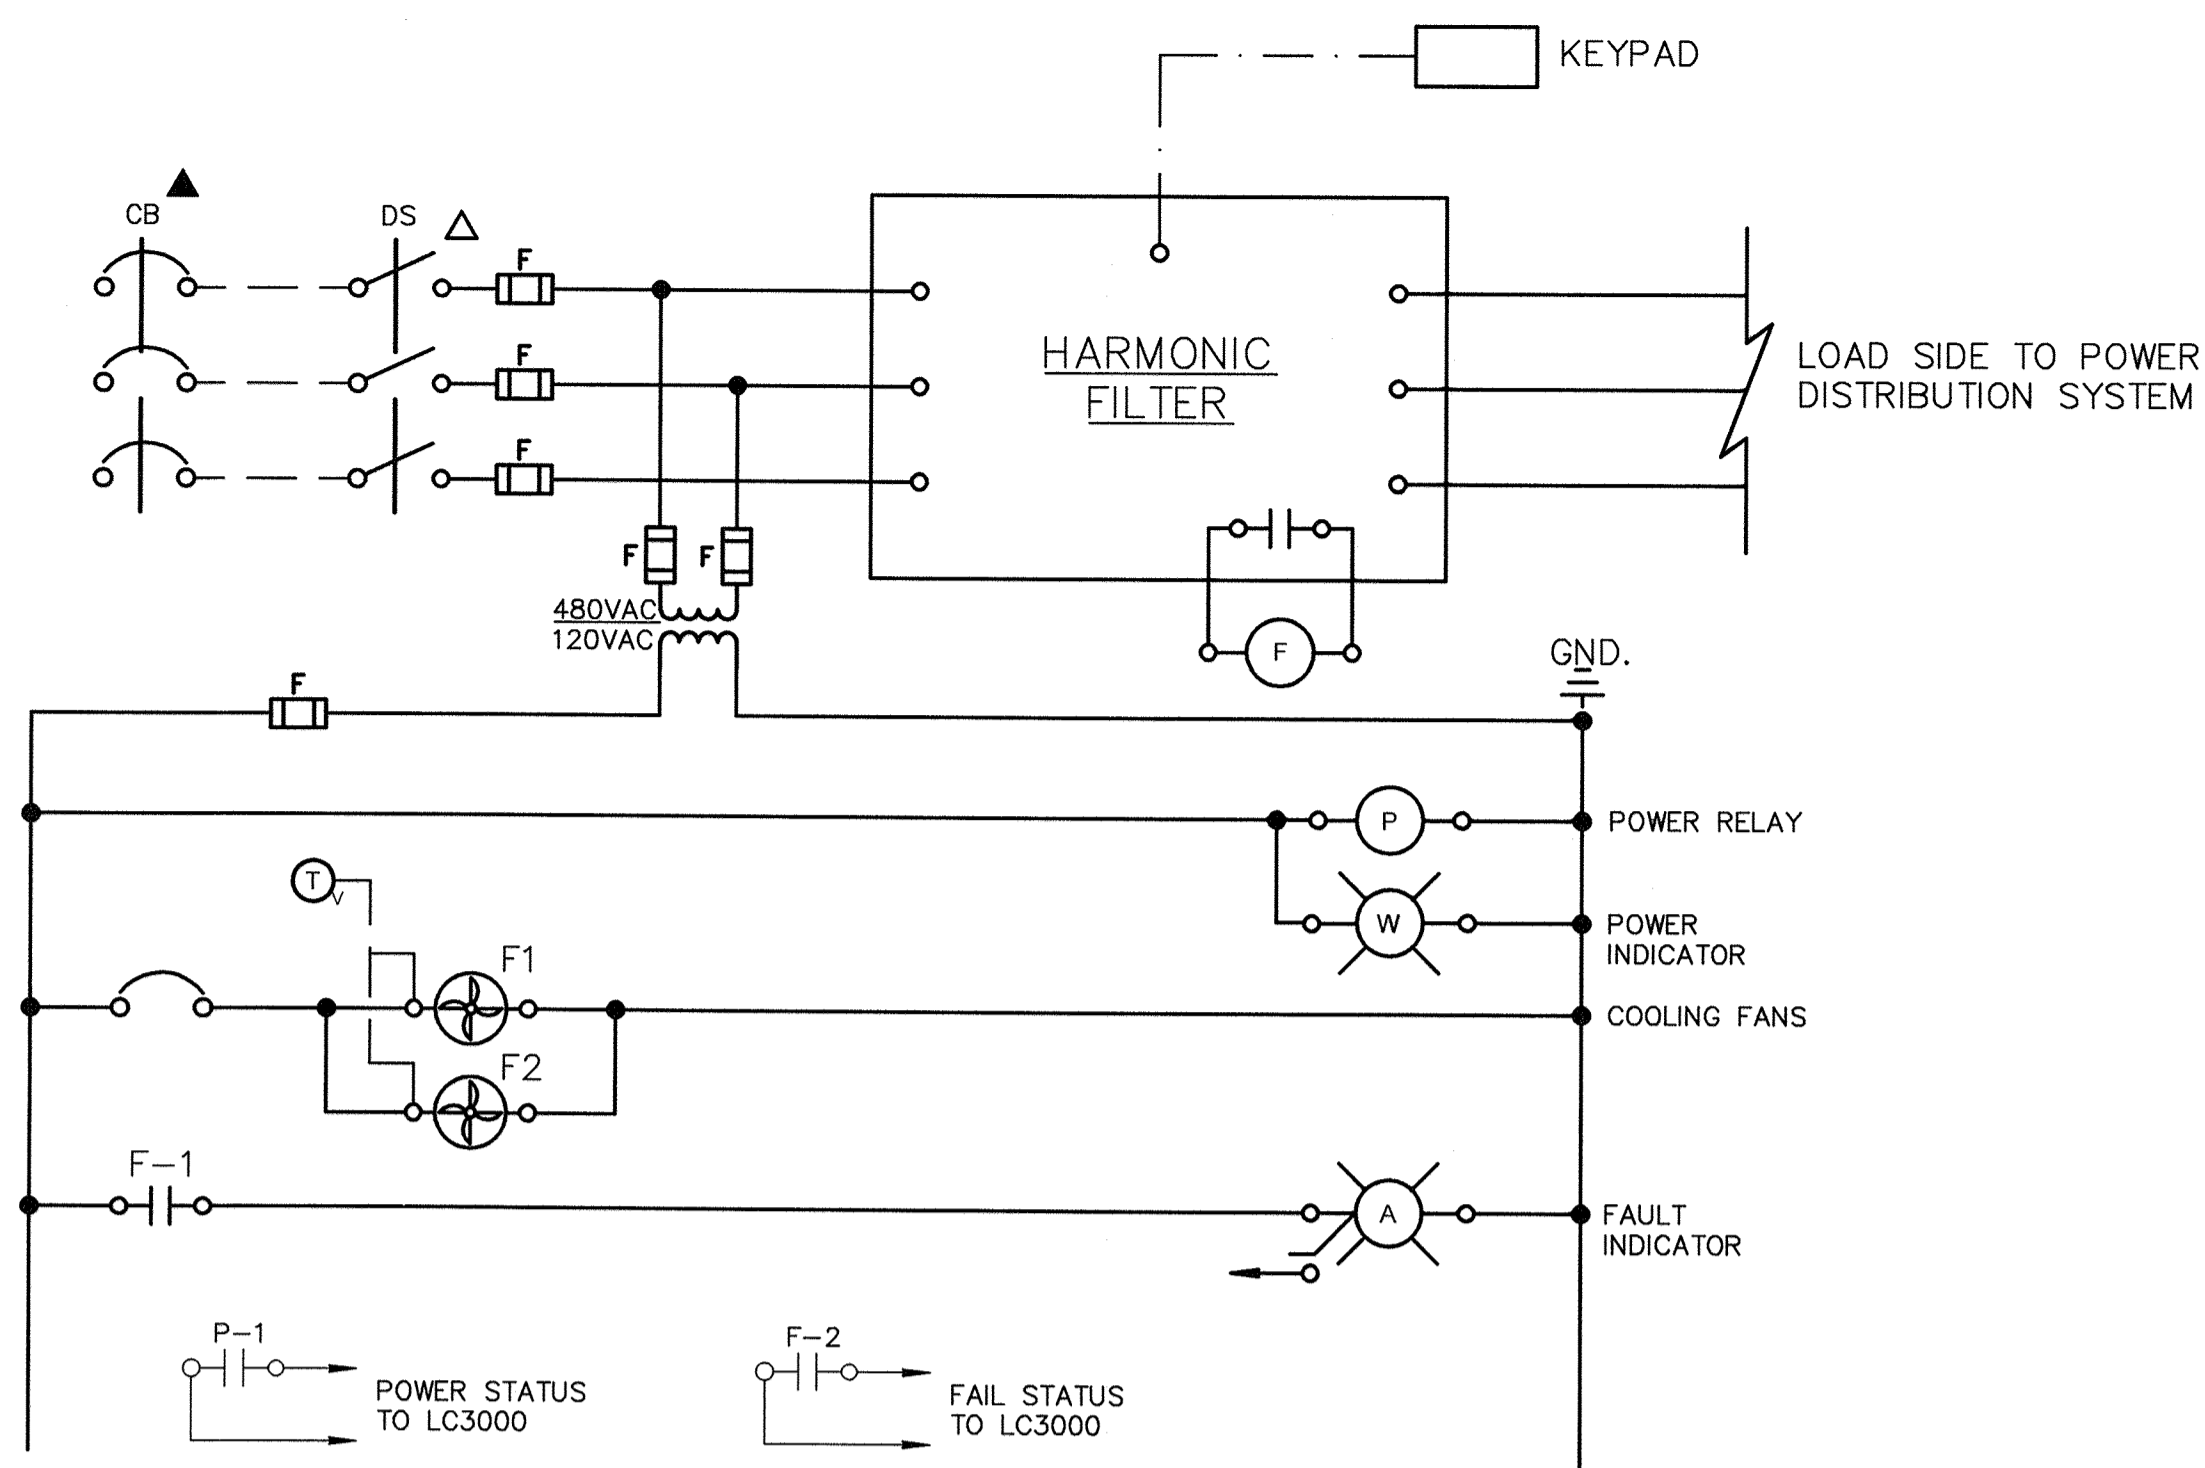 KEYPAD
CB
DS
F
F
F
HARMONIC
FILTER
LOAD SIDE TO POWER
DISTRIBUTION SYSTEM
F
F
480VAC
120VAC
F
GND.
F
P
POWER RELAY
T
V
W
POWER
INDICATOR
F1
COOLING FANS
F2
F-1
A
FAULT
INDICATOR
P-1
POWER STATUS
TO LC3000
F-2
FAIL STATUS
TO LC3000